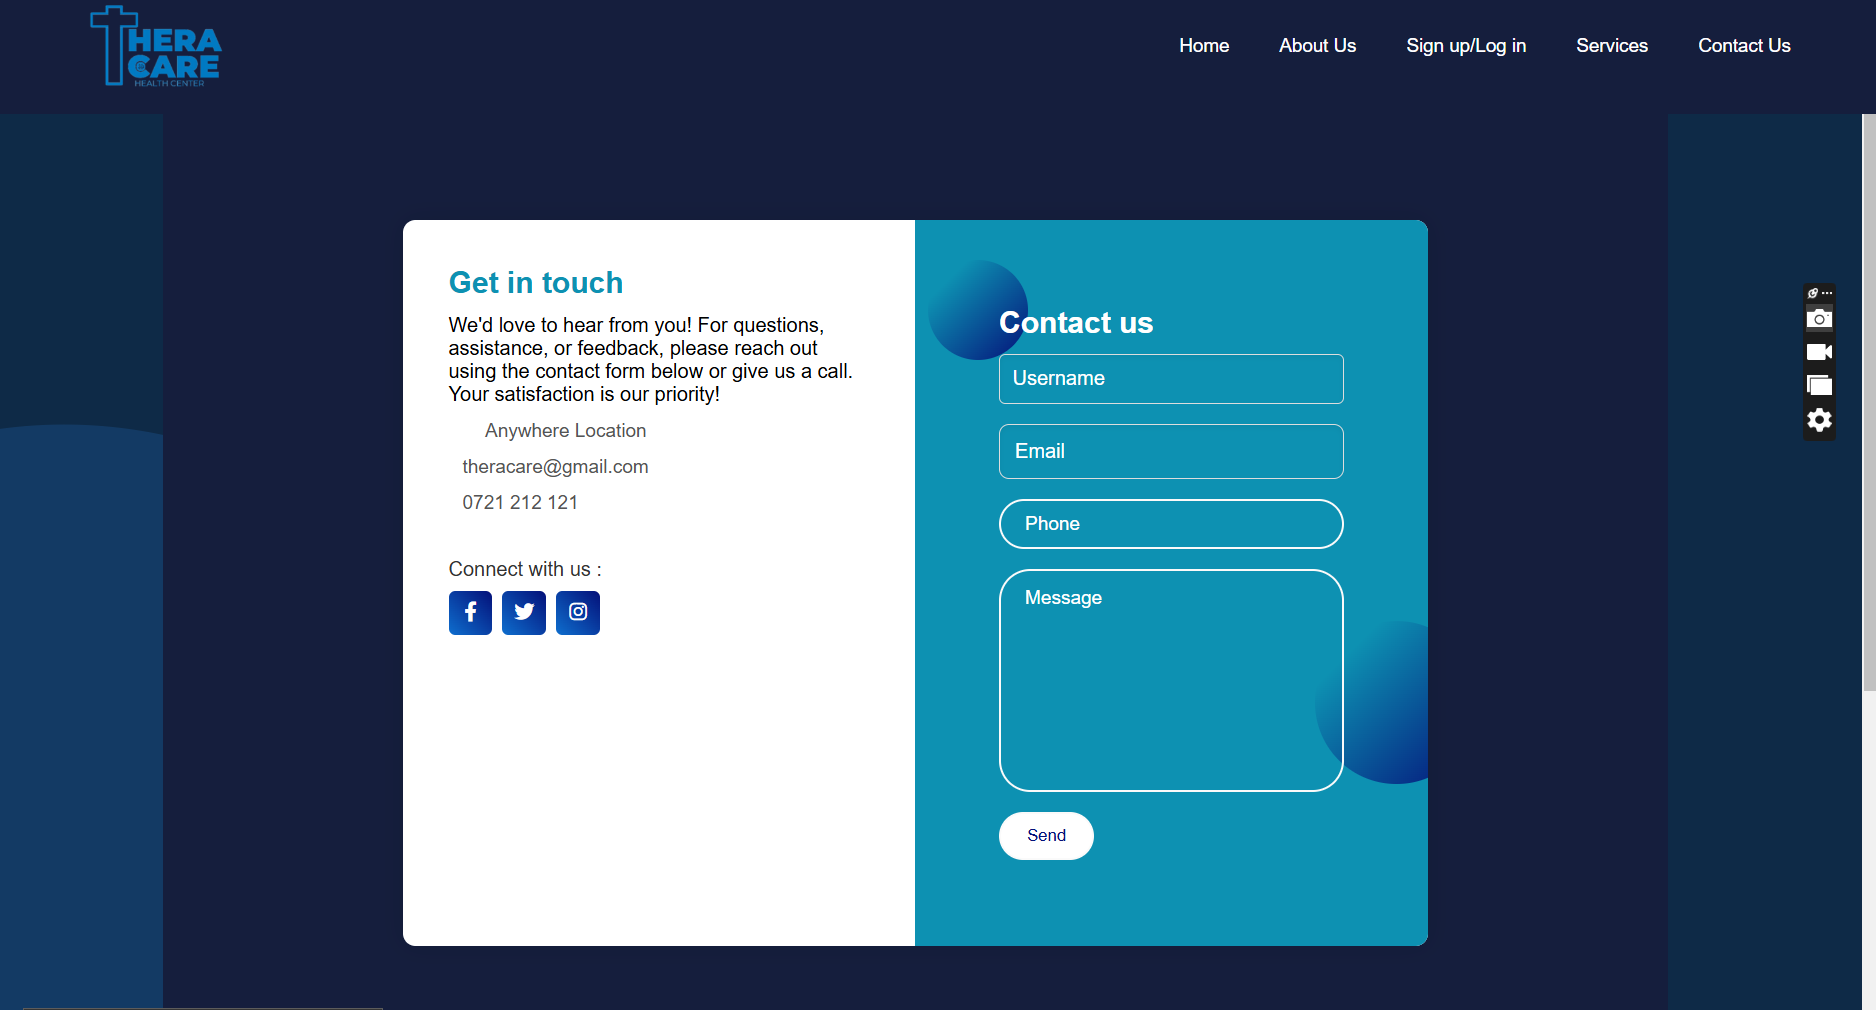 THERA
CARE
HEALTH CENTER
Home
About Us
Sign up/Log in
Services
Contact Us
Get in touch
We'd love to hear from you! For questions,
assistance, or feedback, please reach out
using the contact form below or give us a call.
Your satisfaction is our priority!
Anywhere Location
theracare@gmail.com
0721 212 121
Connect with us :
Contact us
Username
Email
Phone
Message
Send